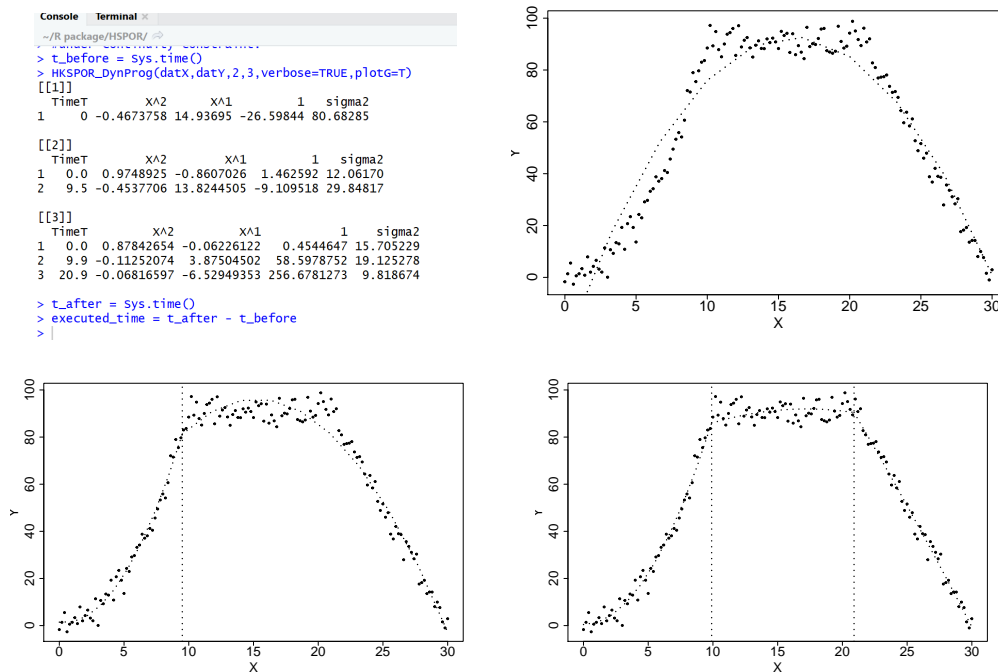 Console Terminal ×
~/R package/HSPOR/
> #under continuity constraint.
> t_before = Sys.time()
> HKSPOR_DynProg(datX,datY,2,3,verbose=TRUE,plotG=T)
[[1]]
TimeT X^2 X^1 1 sigma2
1 0 -0.4673758 14.93695 -26.59844 80.68285
[[2]]
TimeT X^2 X^1 1 sigma2
1 0.0 0.9748925 -0.8607026 1.462592 12.06170
2 9.5 -0.4537706 13.8244505 -9.109518 29.84817
[[3]]
TimeT X^2 X^1 1 sigma2
1 0.0 0.87842654 -0.06226122 0.4544647 15.705229
2 9.9 -0.11252074 3.87504502 58.5978752 19.125278
3 20.9 -0.06816597 -6.52949353 256.6781273 9.818674
> t_after = Sys.time()
> executed_time = t_after - t_before
>
100
80
60
40
20
0
Y
0 5 10 15 20 25 30
X
100
80
60
40
20
0
Y
0 5 10 15 20 25 30
X
100
80
60
40
20
0
Y
0 5 10 15 20 25 30
X